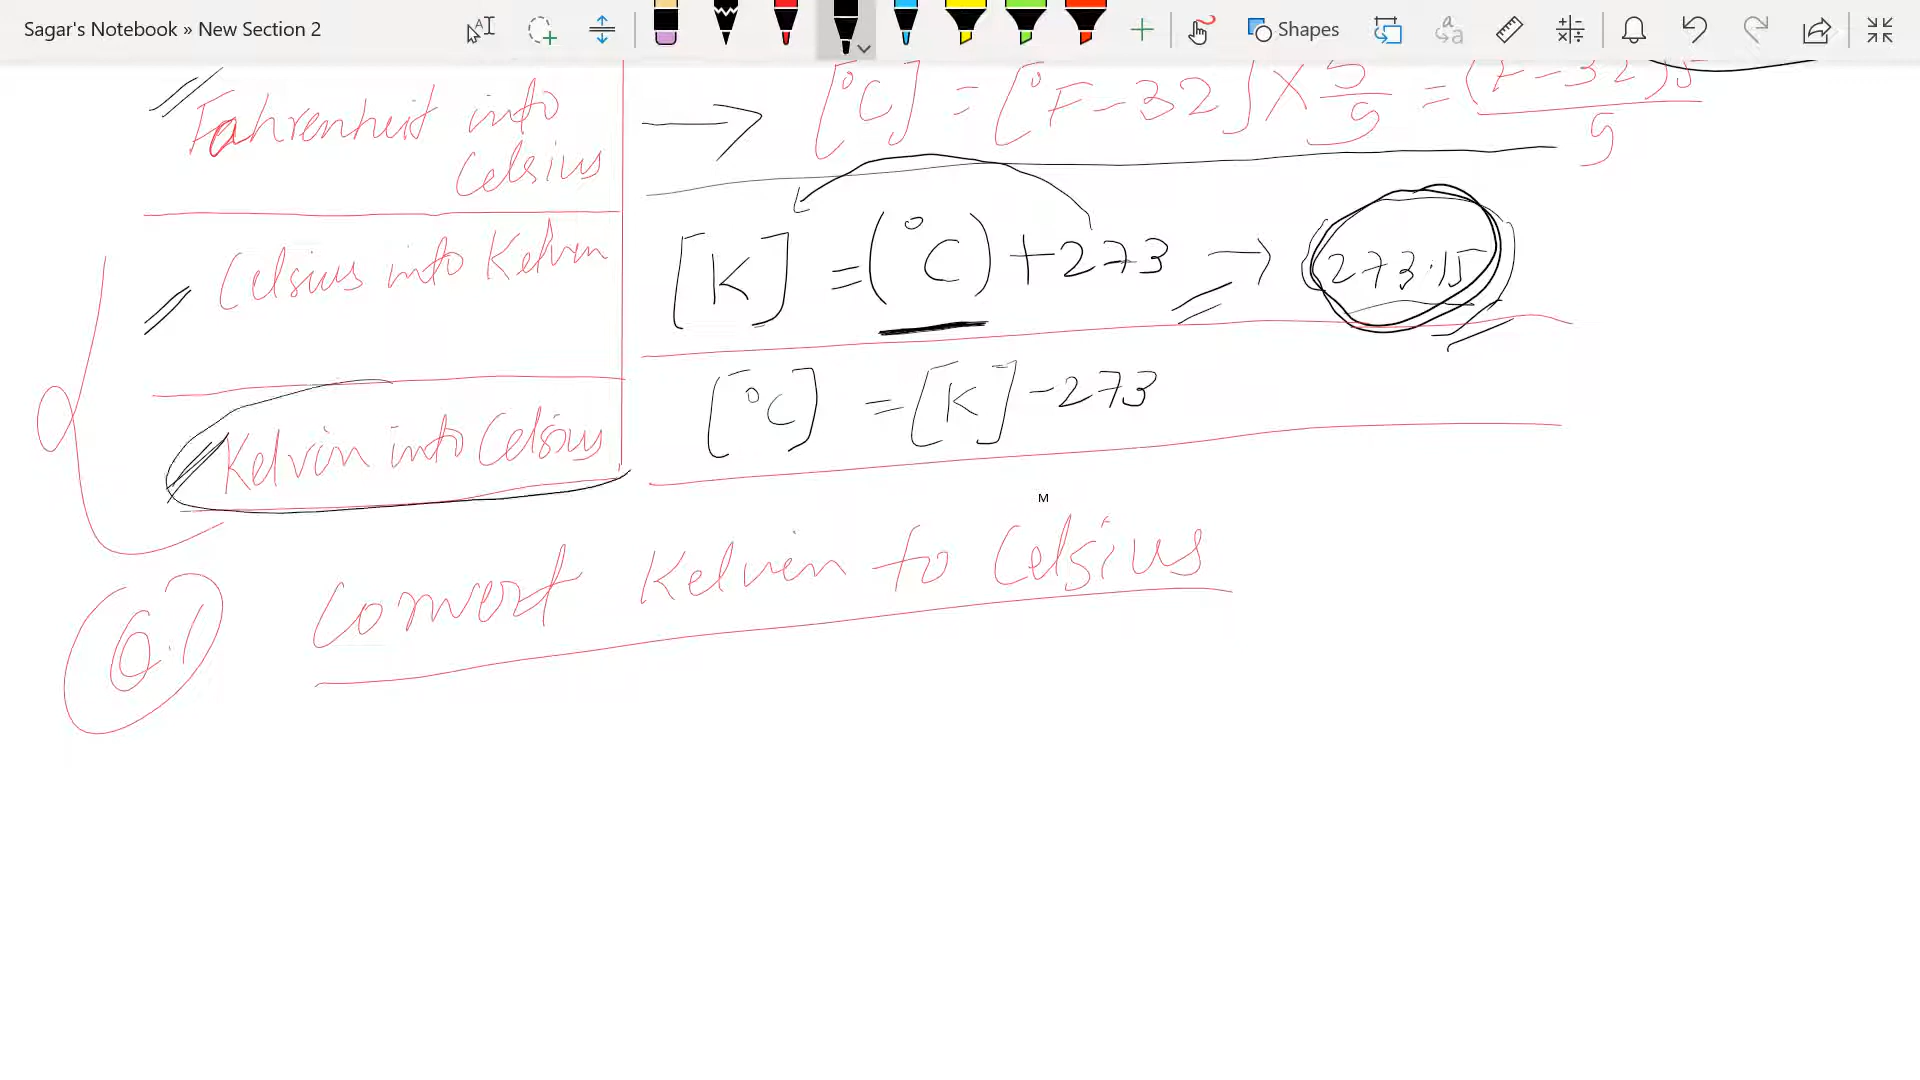 Sagar's Notebook » New Section 2
Shapes
Fahrenheit into
Celsius
[°C] = [°F-32] × 5/9 = (F-32)5/9
Celsius into Kelvin
[K] = (°C) + 273 → 273.15
Kelvin into Celsius
[°C] = [K] - 273
M
Q.1 Convert Kelvin to Celsius